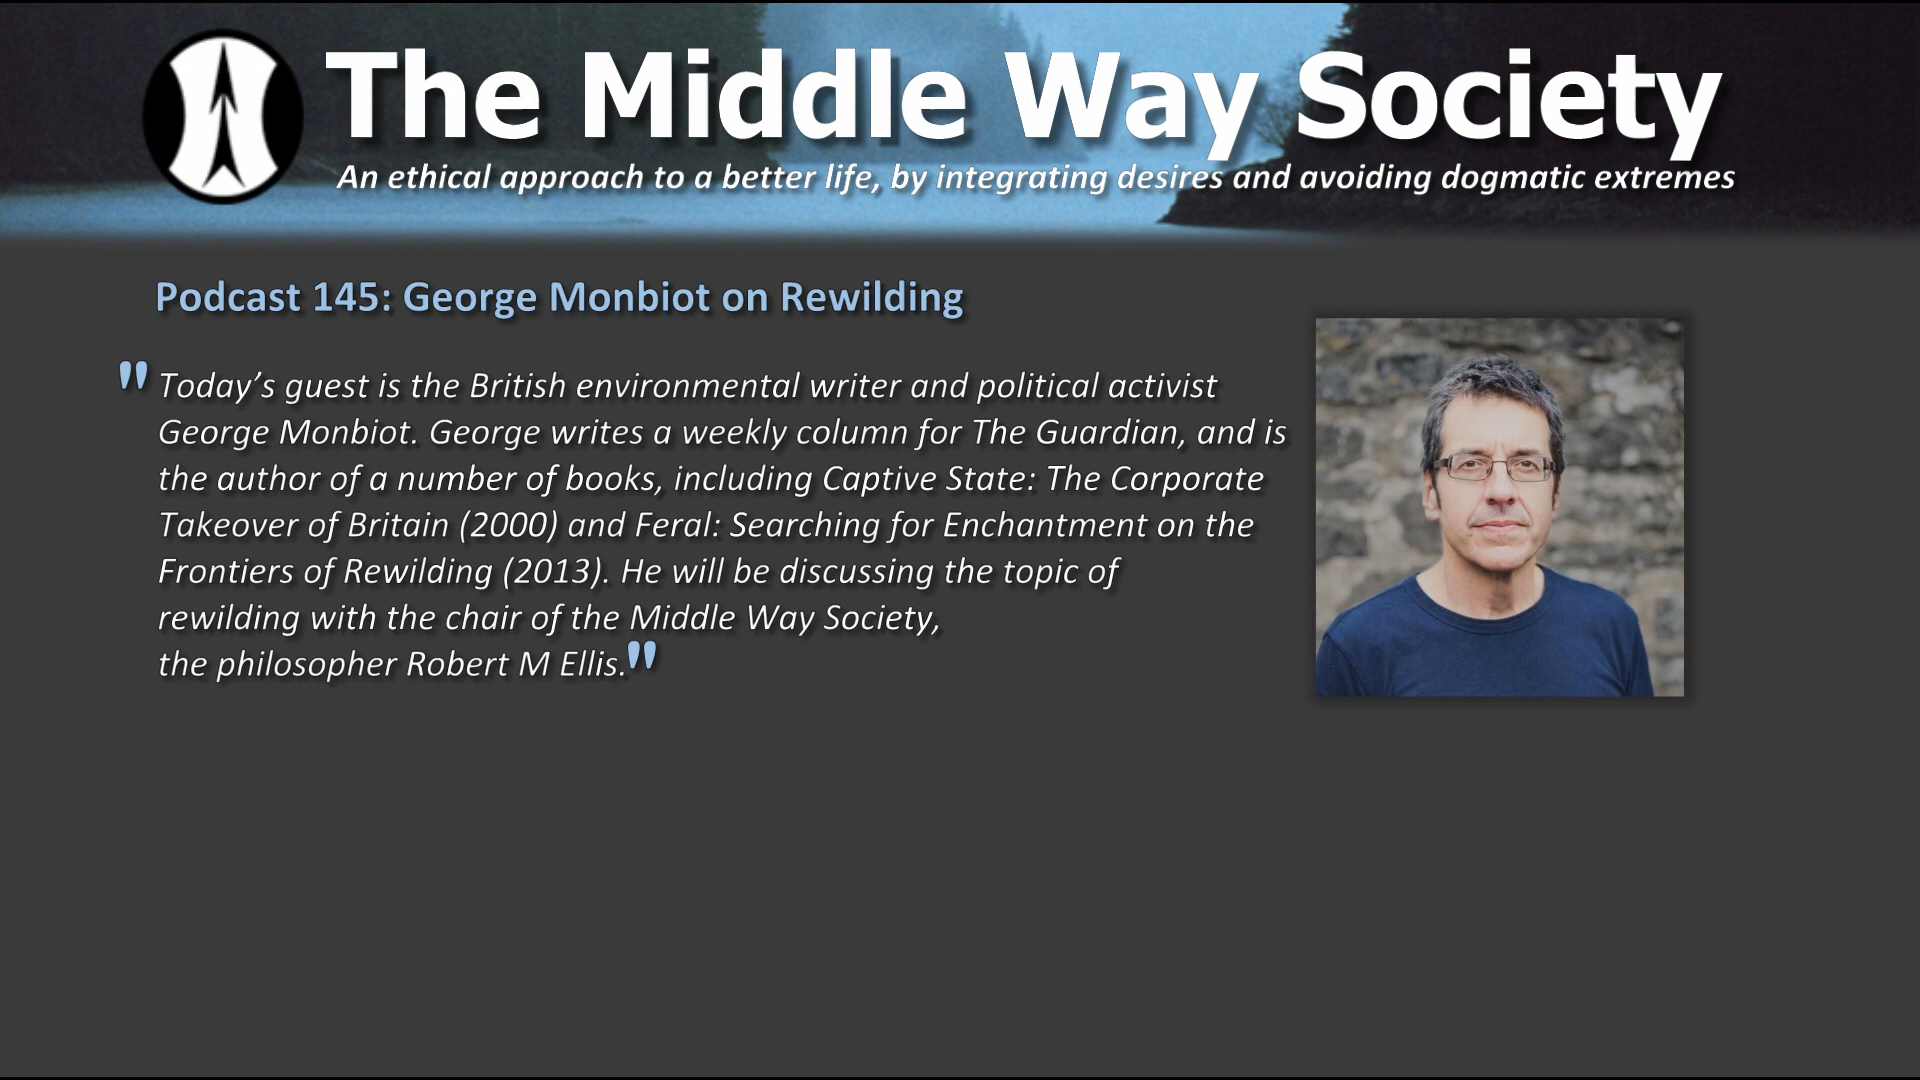 The Middle Way Society
An ethical approach to a better life, by integrating desires and avoiding dogmatic extremes
Podcast 145: George Monbiot on Rewilding
"Today’s guest is the British environmental writer and political activist
George Monbiot. George writes a weekly column for The Guardian, and is
the author of a number of books, including Captive State: The Corporate
Takeover of Britain (2000) and Feral: Searching for Enchantment on the
Frontiers of Rewilding (2013). He will be discussing the topic of
rewilding with the chair of the Middle Way Society,
the philosopher Robert M Ellis."